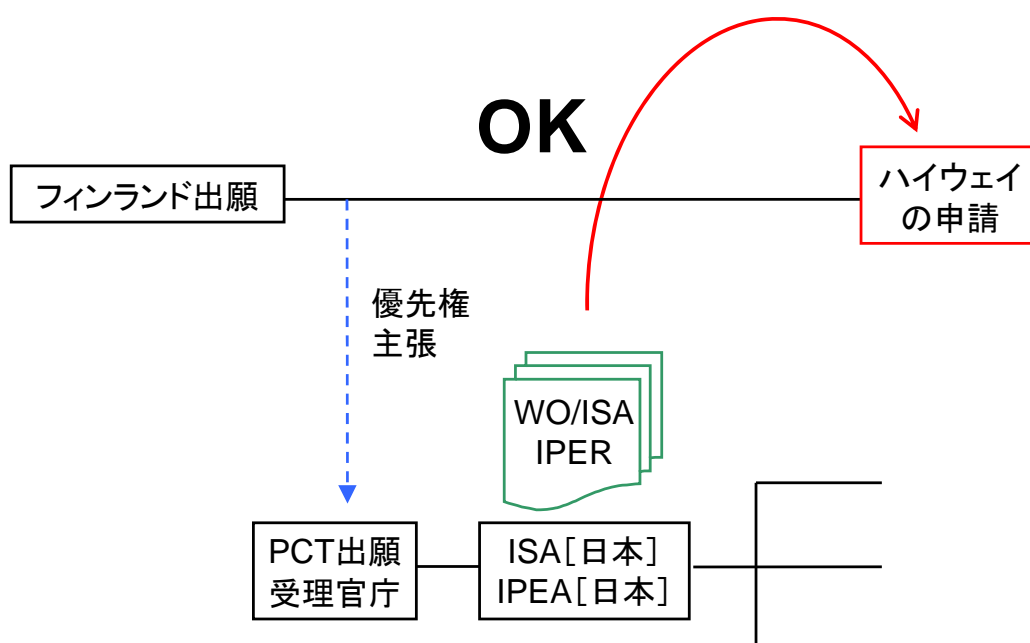 OK
フィンランド出願
ハイウェイ
の申請
優先権
主張
WO/ISA
IPER
PCT出願
受理官庁
ISA［日本］
IPEA［日本］